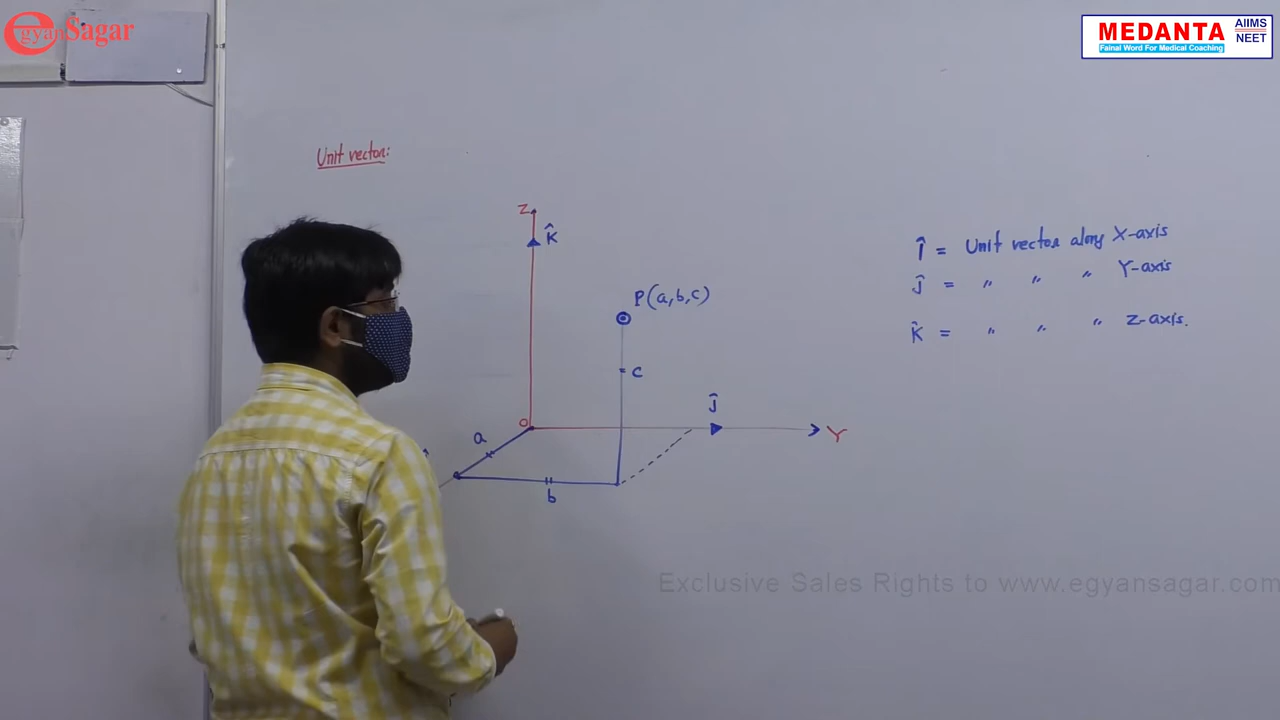 egyanSagar
MEDANTA
AIIMS
NEET
Fainal Word For Medical Coaching
Unit vector:
Z
K̂
P(a,b,c)
c
Ĵ
O
Y
a
b
Î = Unit vector along X-axis
Ĵ = " " " Y-axis
K̂ = " " " Z-axis.
Exclusive Sales Rights to www.egyansagar.com